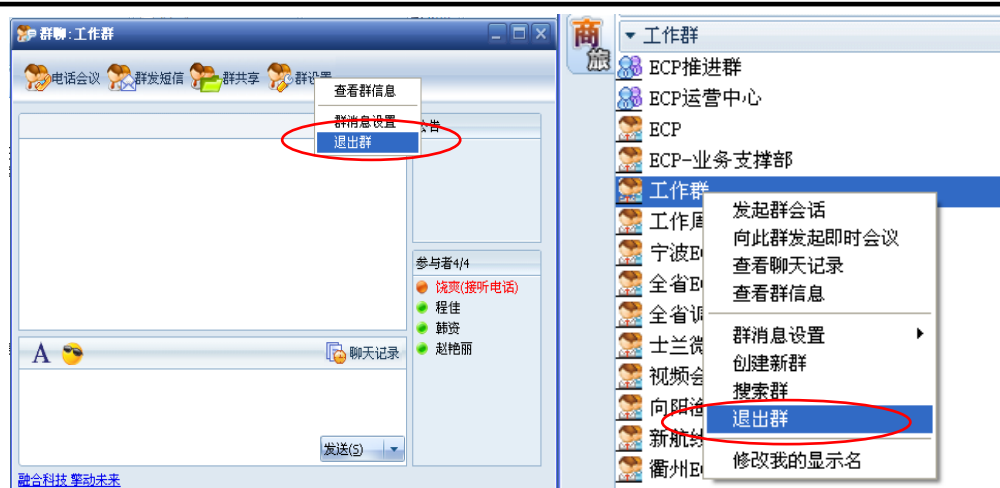 群聊:工作群
电话会议 群发短信 群共享 群设置
查看群信息
群消息设置
退出群
公告
参与者4/4
饶爽(接听电话)
程佳
韩资
赵艳丽
A
聊天记录
发送(S)
融合科技 擎动未来
商
旅
工作群
ECP推进群
ECP运营中心
ECP
ECP-业务支撑部
工作群
工作周
宁波E
全省E
全省调
士兰微
视频会
向阳渔
新航线
衢州E
发起群会话
向此群发起即时会议
查看聊天记录
查看群信息
群消息设置
创建新群
搜索群
退出群
修改我的显示名